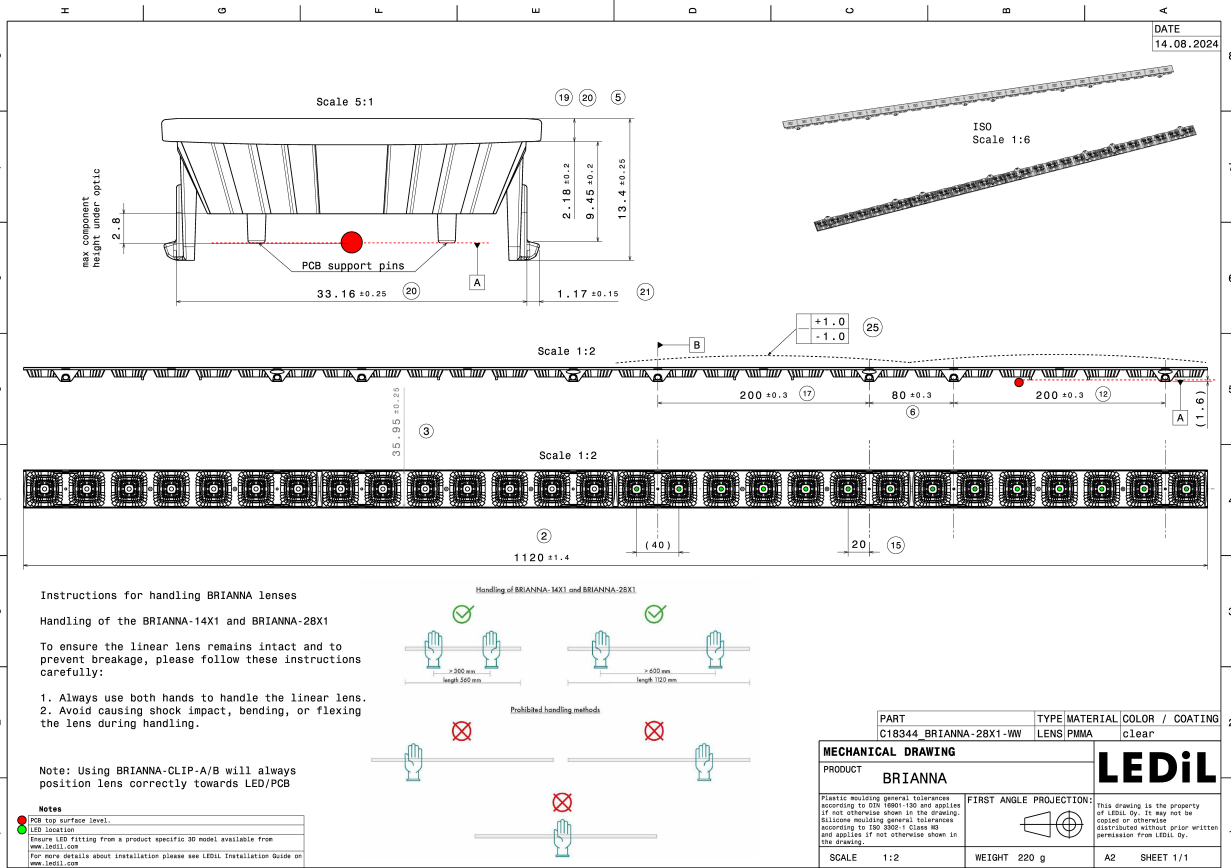 H G F E D C B A
DATE
14.08.2024
8
Scale 5:1
19 20 5
ISO
Scale 1:6
max component
height under optic
2.8
2.18 ±0.2
9.45 ±0.2
13.4 ±0.25
PCB support pins
A
33.16 ±0.25 20
1.17 ±0.15 21
6
+1.0
-1.0
25
B
Scale 1:2
200 ±0.3 17
80 ±0.3
6
200 ±0.3 12
A
(1.6)
5
35.95 ±0.25
3
Scale 1:2
4
2
1120 ±1.4
(40)
20 15
Instructions for handling BRIANNA lenses
Handling of the BRIANNA-14X1 and BRIANNA-28X1
To ensure the linear lens remains intact and to
prevent breakage, please follow these instructions
carefully:
1. Always use both hands to handle the linear lens.
2. Avoid causing shock impact, bending, or flexing
the lens during handling.
Note: Using BRIANNA-CLIP-A/B will always
position lens correctly towards LED/PCB
Handling of BRIANNA-14X1 and BRIANNA-28X1
> 300 mm
length 560 mm
> 600 mm
length 1120 mm
Prohibited handling methods
Notes
PCB top surface level.
LED location
Ensure LED fitting from a product specific 3D model available from
www.ledil.com
For more details about installation please see LEDiL Installation Guide on
www.ledil.com
PART TYPE MATERIAL COLOR / COATING
C18344_BRIANNA-28X1-WW LENS PMMA clear
MECHANICAL DRAWING
PRODUCT
BRIANNA
LEDiL
Plastic moulding general tolerances
according to DIN 16901-130 and applies
if not otherwise shown in the drawing.
Silicone moulding general tolerances
according to ISO 3302-1 Class M3
and applies if not otherwise shown in
the drawing.
FIRST ANGLE PROJECTION:
This drawing is the property
of LEDiL Oy. It may not be
copied or otherwise
distributed without prior written
permission from LEDiL Oy.
SCALE 1:2 WEIGHT 220 g A2 SHEET 1/1